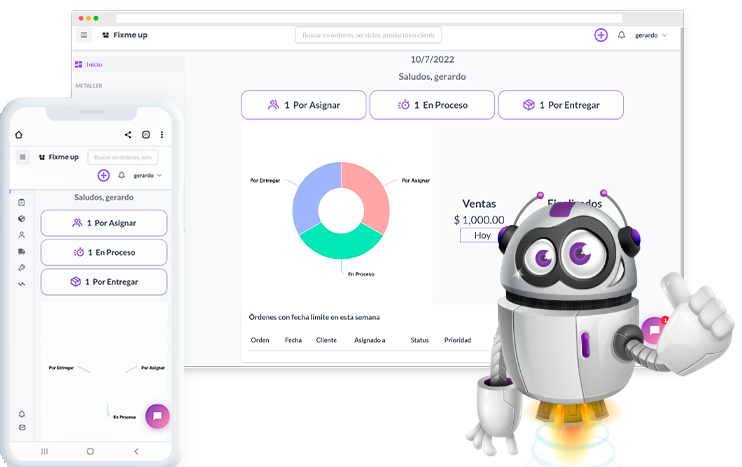 Fixme up
Buscar en órdenes, servicios, productos o cliente
gerardo
Inicio
MI TALLER
10/7/2022
Saludos, gerardo
1 Por Asignar
1 En Proceso
1 Por Entregar
Por Entregar
Por Asignar
En Proceso
Ventas
$ 1,000.00
Hoy
Órdenes con fecha límite en esta semana
Orden Fecha Cliente Asignado a Status Prioridad
Fixme up
Buscar en órdenes, serv
gerardo
Saludos, gerardo
1 Por Asignar
1 En Proceso
1 Por Entregar
Por Entregar
Por Asignar
En Proceso